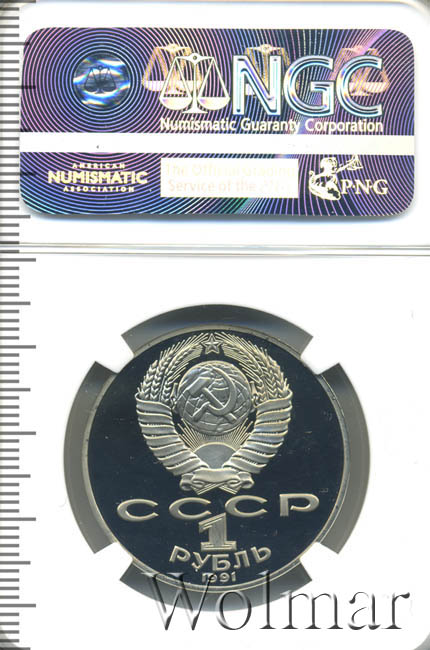 NGC
Numismatic Guaranty Corporation
AMERICAN
NUMISMATIC
ASSOCIATION
The Official Grading
Service of the
PNG
СССР
1
РУБЛЬ
1991
Wolmar